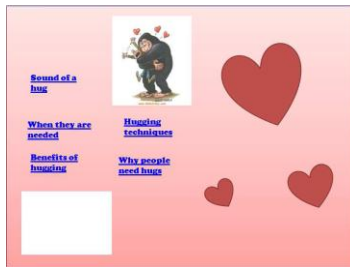 Sound of a
hug
When they are
needed
Benefits of
hugging
Hugging
techniques
Why people
need hugs